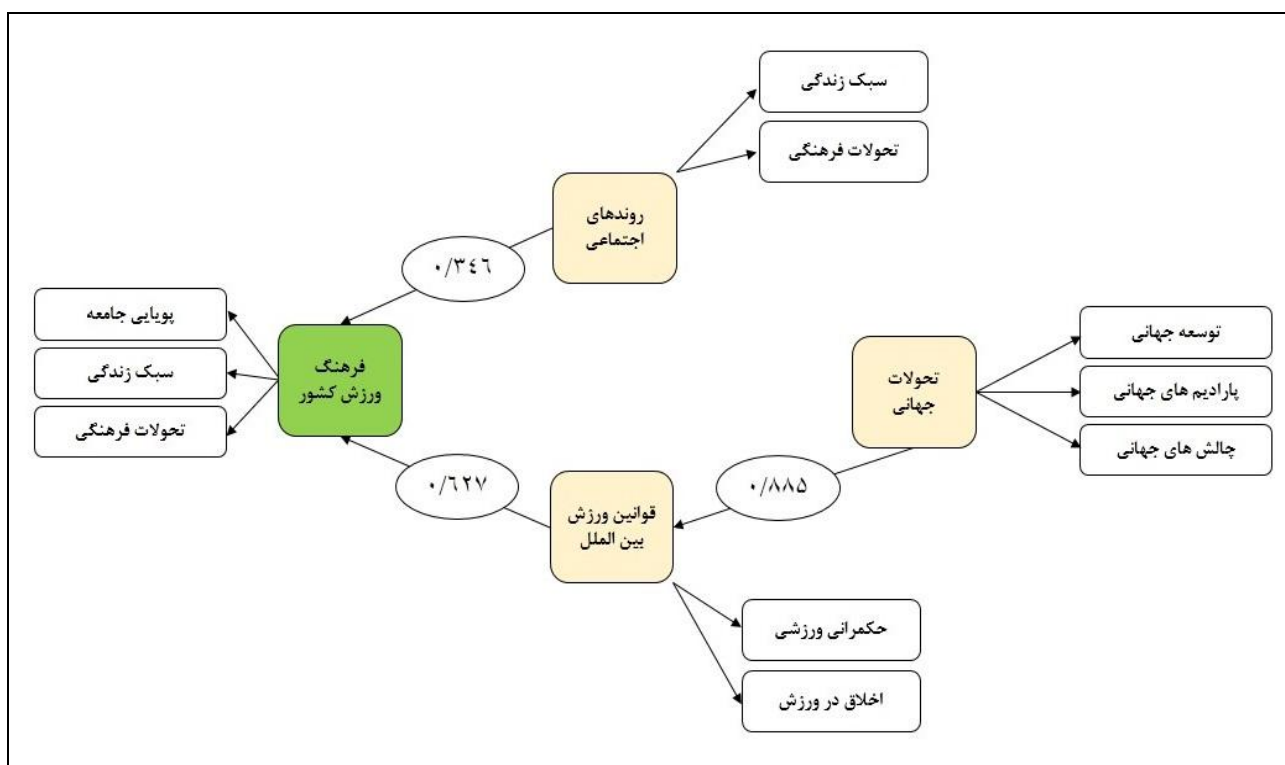 سبک زندگی
تحولات فرهنگی
روندهای
اجتماعی
۰/۳٤٦
پویایی جامعه
سبک زندگی
تحولات فرهنگی
فرهنگ
ورزش کشور
توسعه جهانی
پارادیم های جهانی
چالش های جهانی
تحولات
جهانی
۰/٦۲۷
۰/۸۸۵
قوانین ورزش
بین الملل
حکمرانی ورزشی
اخلاق در ورزش